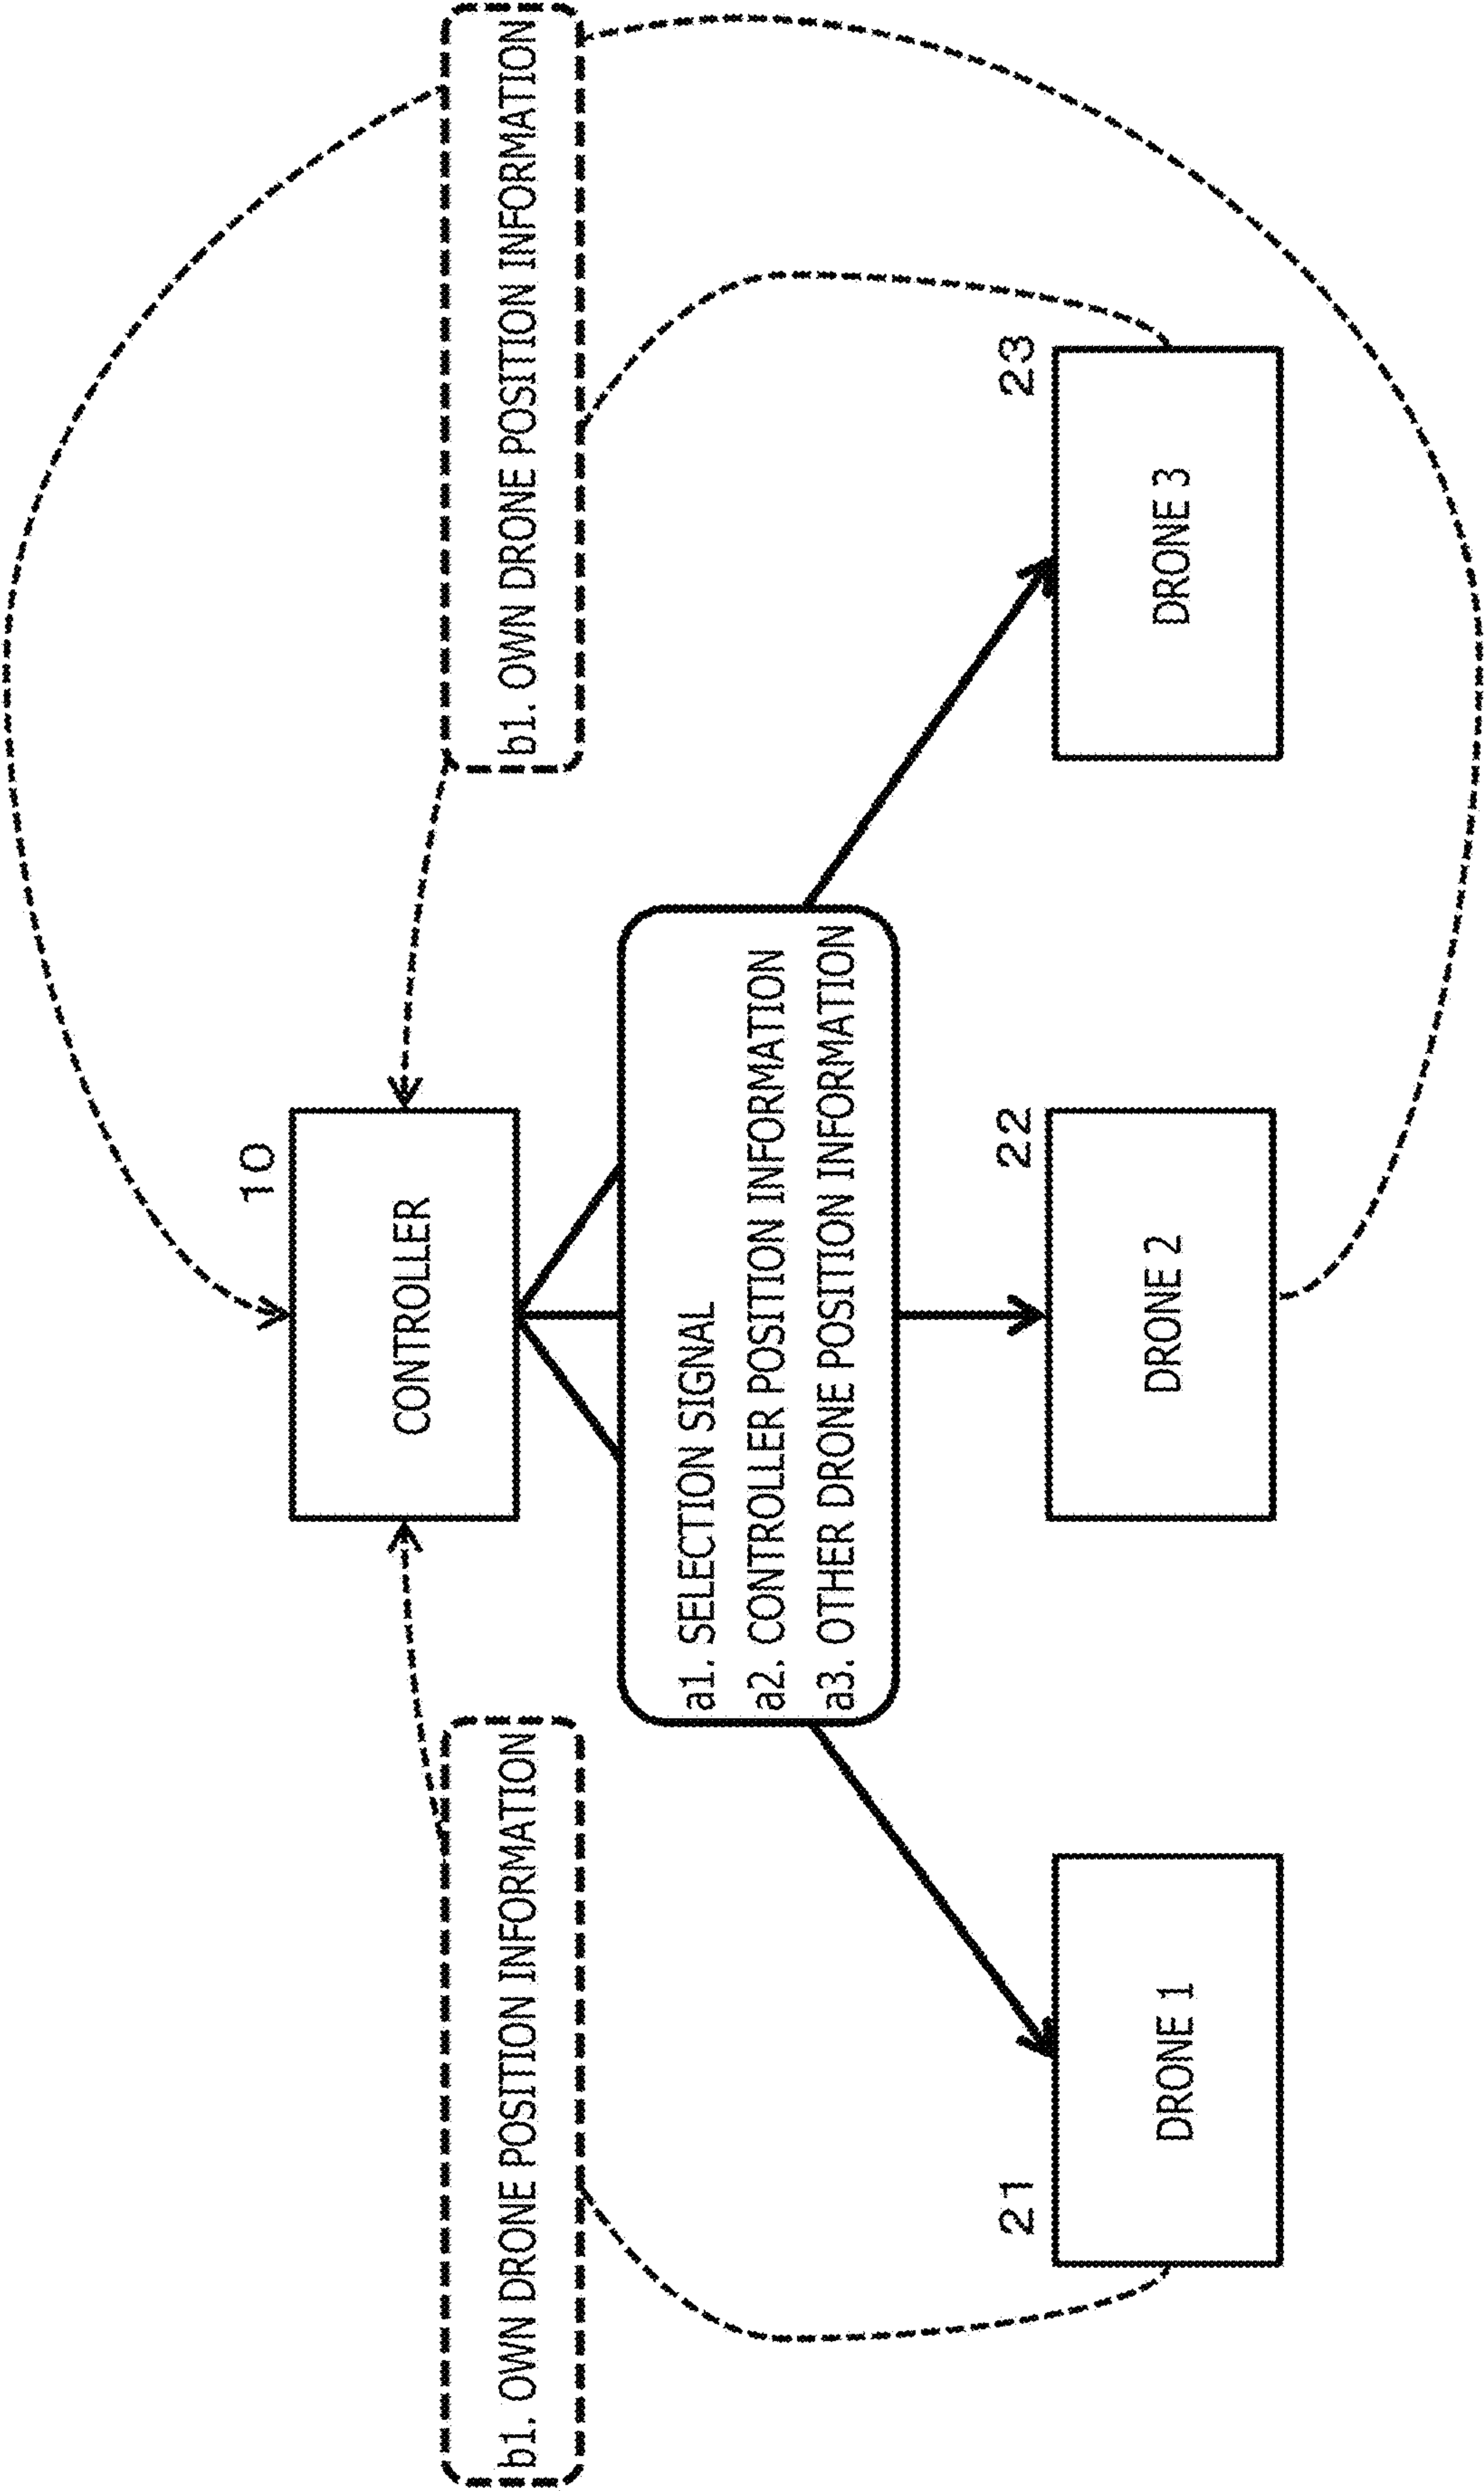 10
CONTROLLER
b1. OWN DRONE POSITION INFORMATION
b1. OWN DRONE POSITION INFORMATION
a1. SELECTION SIGNAL
a2. CONTROLLER POSITION INFORMATION
a3. OTHER DRONE POSITION INFORMATION
21
22
23
DRONE 1
DRONE 2
DRONE 3